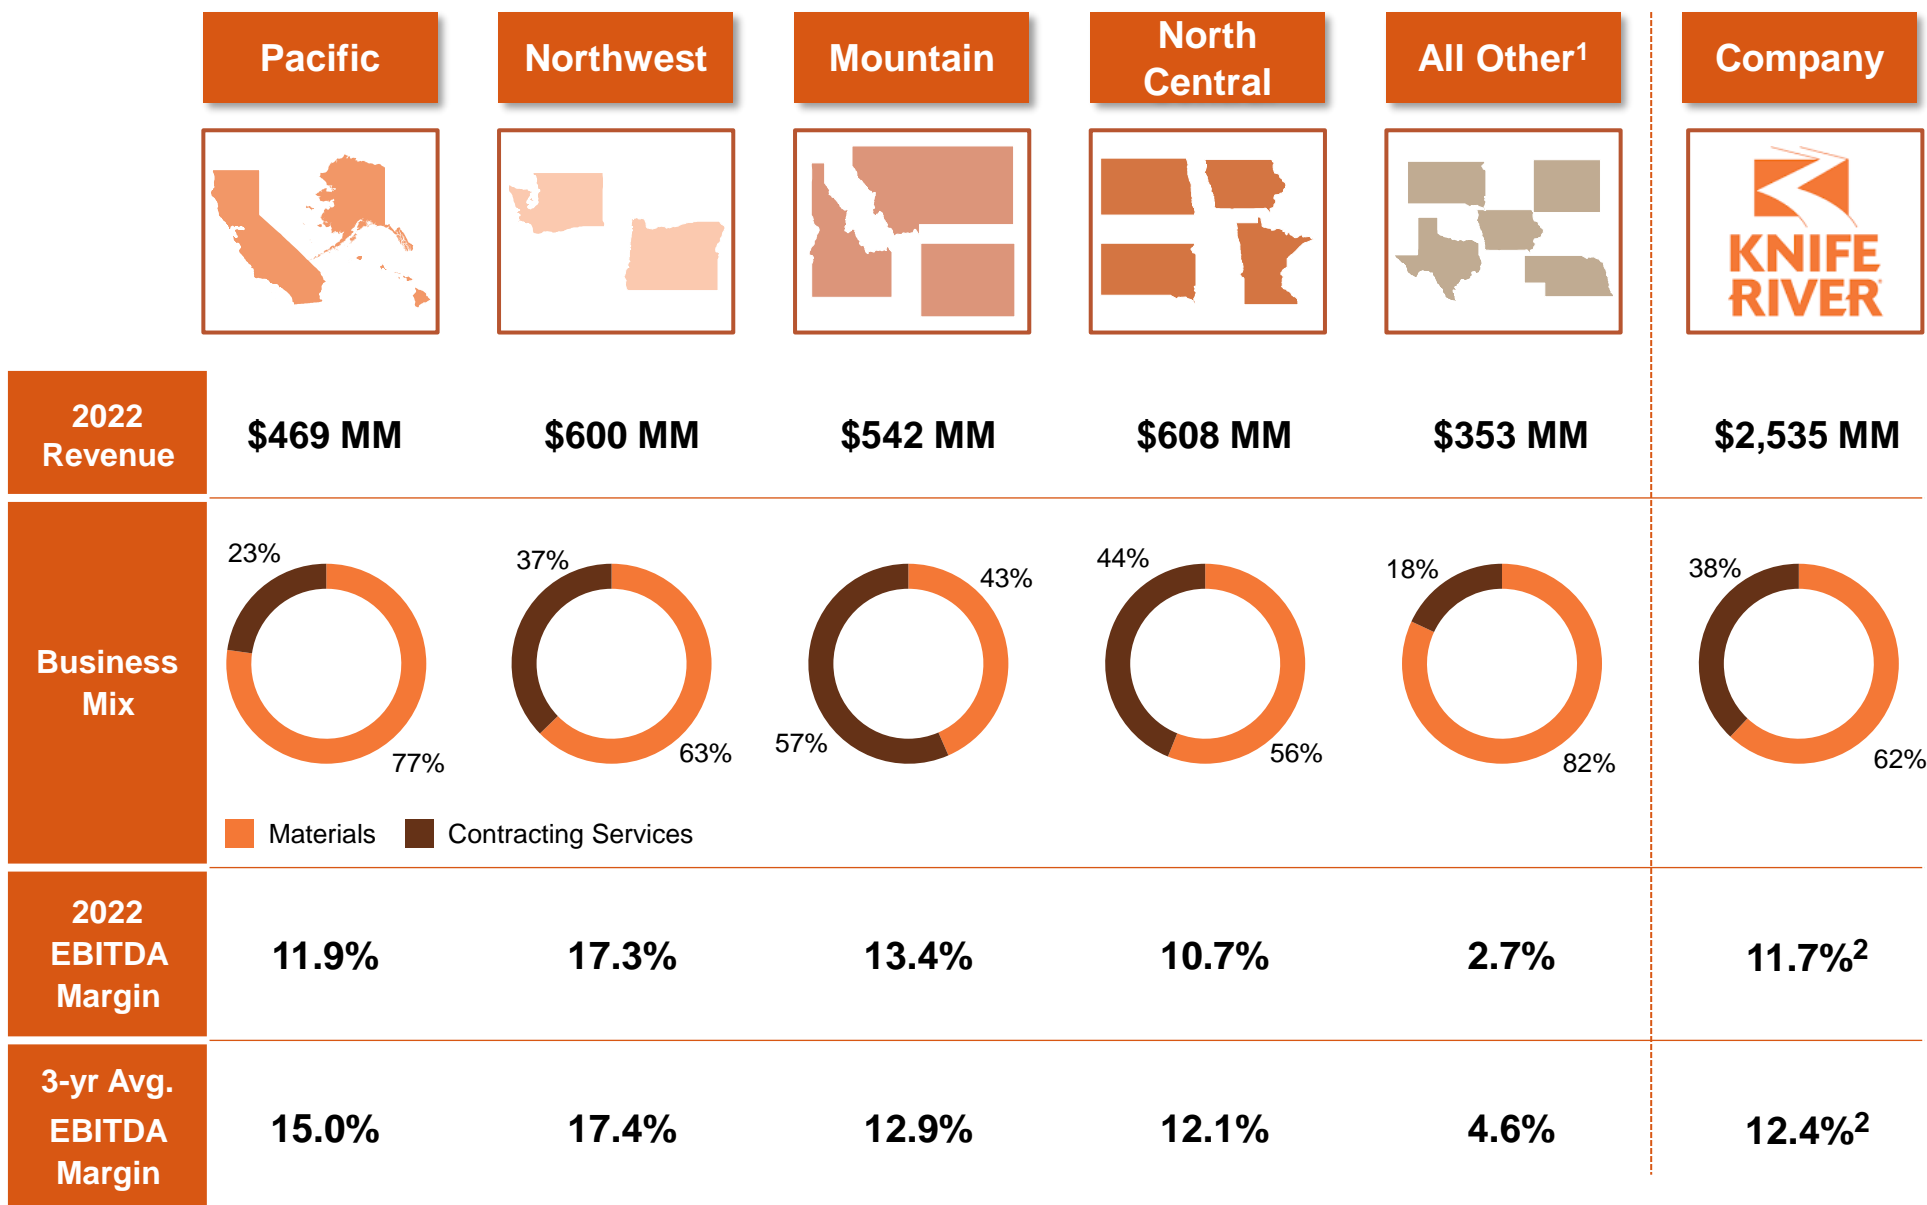 Pacific
Northwest
Mountain
North
Central
All Other¹
Company
KNIFE
RIVER
2022
Revenue
$469 MM
$600 MM
$542 MM
$608 MM
$353 MM
$2,535 MM
Business
Mix
23%
77%
37%
63%
43%
57%
44%
56%
18%
82%
38%
62%
Materials
Contracting Services
2022
EBITDA
Margin
11.9%
17.3%
13.4%
10.7%
2.7%
11.7%²
3-yr Avg.
EBITDA
Margin
15.0%
17.4%
12.9%
12.1%
4.6%
12.4%²